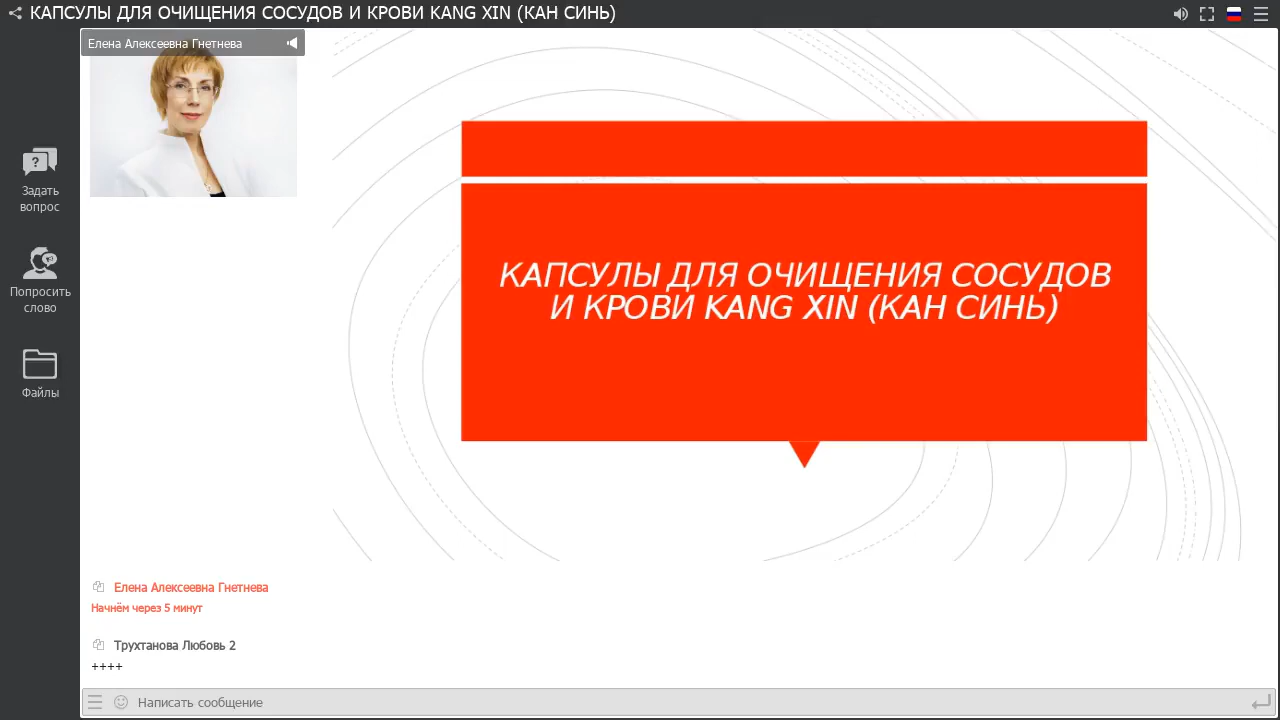 КАПСУЛЫ ДЛЯ ОЧИЩЕНИЯ СОСУДОВ И КРОВИ KANG XIN (КАН СИНЬ)
Елена Алексеевна Гнетнева
Задать
вопрос
Попросить
слово
Файлы
КАПСУЛЫ ДЛЯ ОЧИЩЕНИЯ СОСУДОВ
И КРОВИ KANG XIN (КАН СИНЬ)
Елена Алексеевна Гнетнева
Начнём через 5 минут
Трухтанова Любовь 2
++++
Написать сообщение